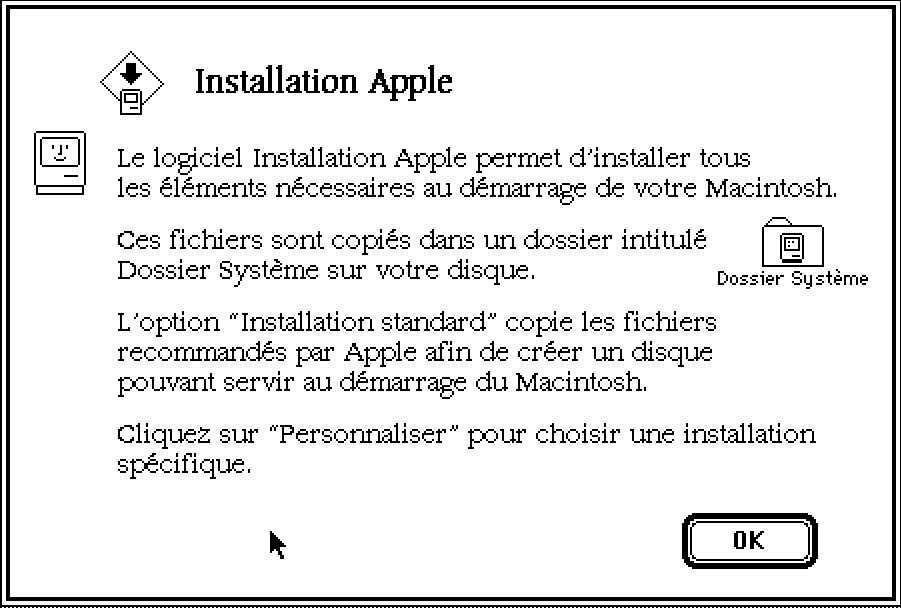 Installation Apple
Le logiciel Installation Apple permet d'installer tous
les éléments nécessaires au démarrage de votre Macintosh.
Ces fichiers sont copiés dans un dossier intitulé
Dossier Système sur votre disque.
Dossier Système
L'option "Installation standard" copie les fichiers
recommandés par Apple afin de créer un disque
pouvant servir au démarrage du Macintosh.
Cliquez sur "Personnaliser" pour choisir une installation
spécifique.
OK